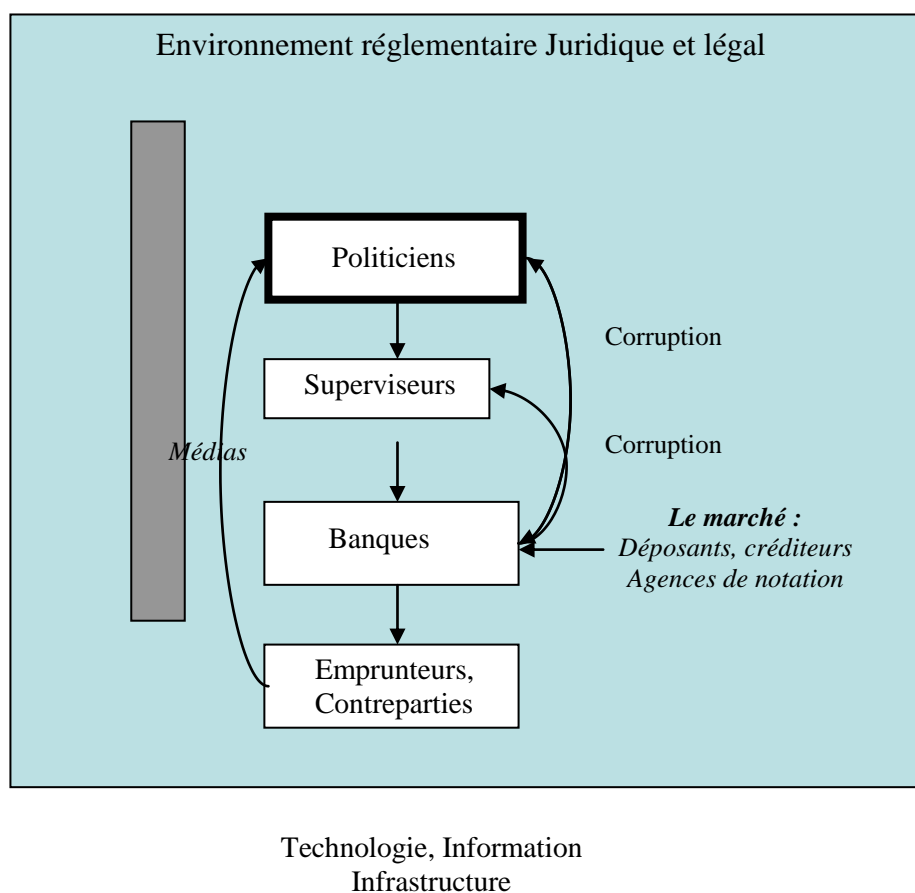 Environnement réglementaire Juridique et légal
Politiciens
Corruption
Superviseurs
Médias
Corruption
Le marché :
Banques
Déposants, créditeurs
Agences de notation
Emprunteurs,
Contreparties
Technologie, Information
Infrastructure